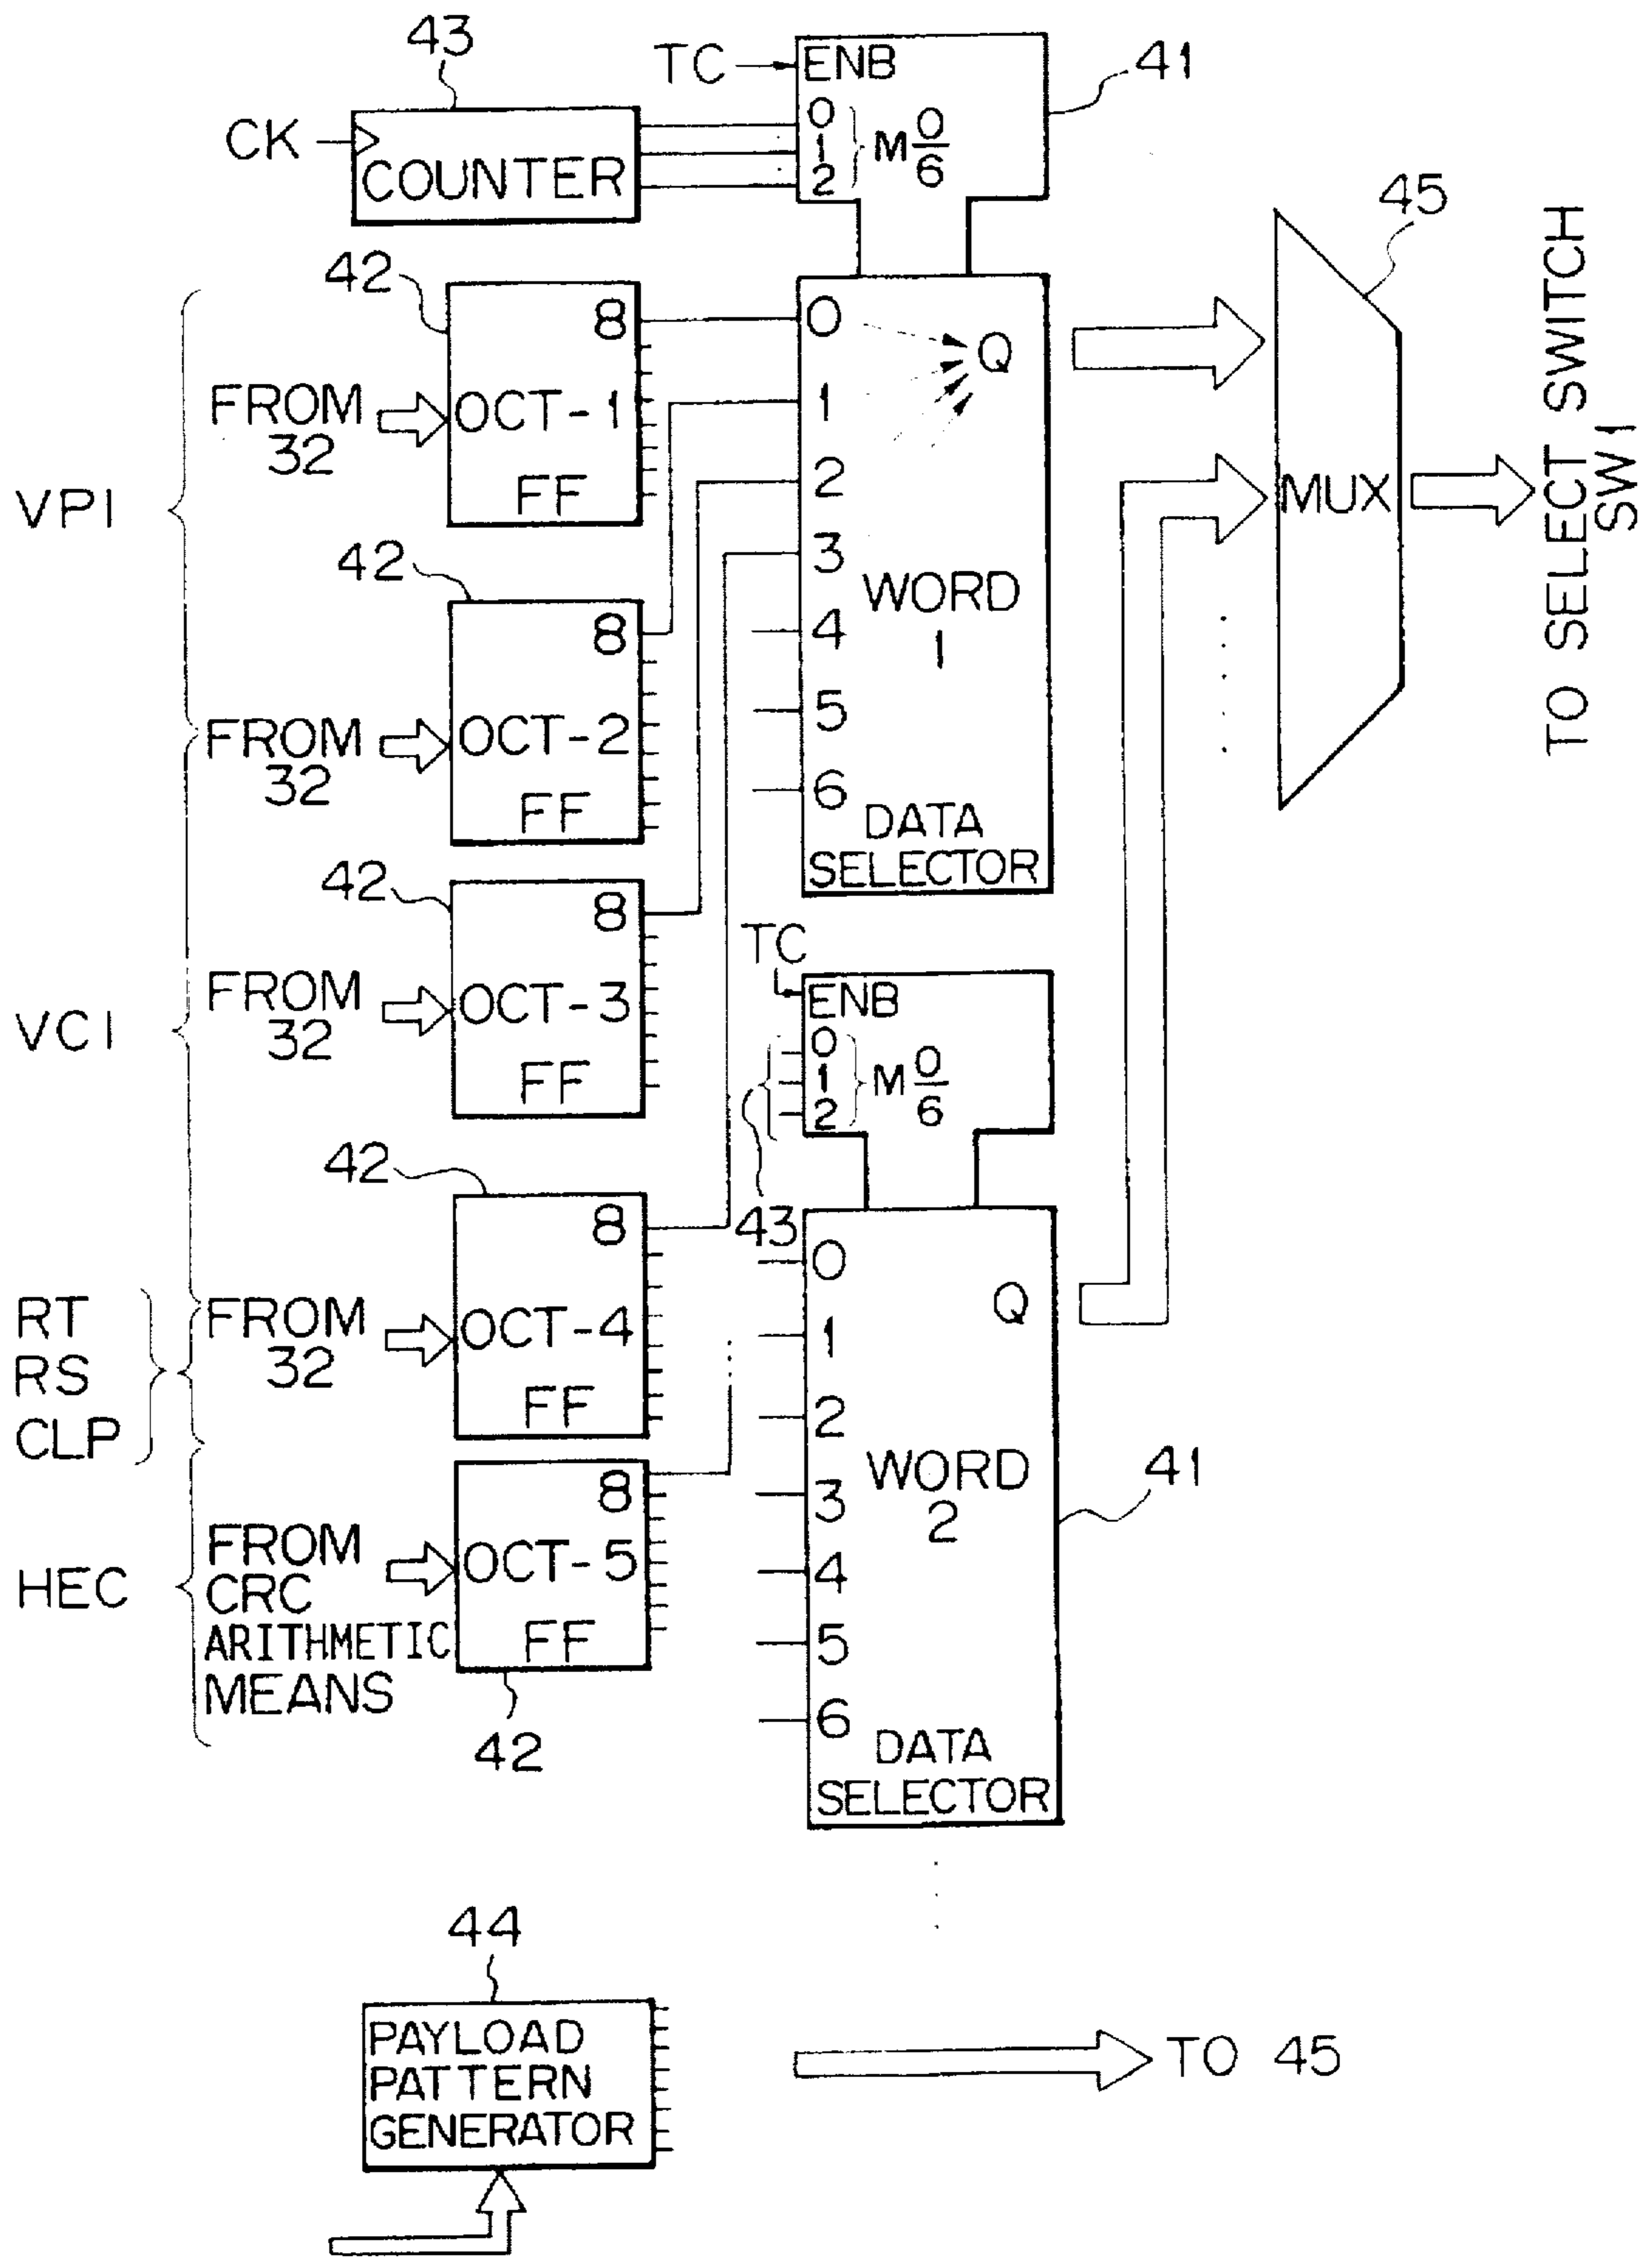 43
TC
ENB
41
CK
COUNTER
0
1
2
M 0/6
45
42
8
FROM
32
OCT-1
FF
VPI
0
1
2
3
4
5
6
Q
WORD
1
DATA
SELECTOR
MUX
TO SELECT SWITCH
SW1
42
8
FROM
32
OCT-2
FF
42
8
VCI
FROM
32
OCT-3
FF
TC
ENB
0
1
2
M 0/6
43
42
8
RT
RS
CLP
FROM
32
OCT-4
FF
0
1
2
3
4
5
6
Q
WORD
2
DATA
SELECTOR
41
8
HEC
FROM
CRC
ARITHMETIC
MEANS
OCT-5
FF
42
44
PAYLOAD
PATTERN
GENERATOR
TO 45